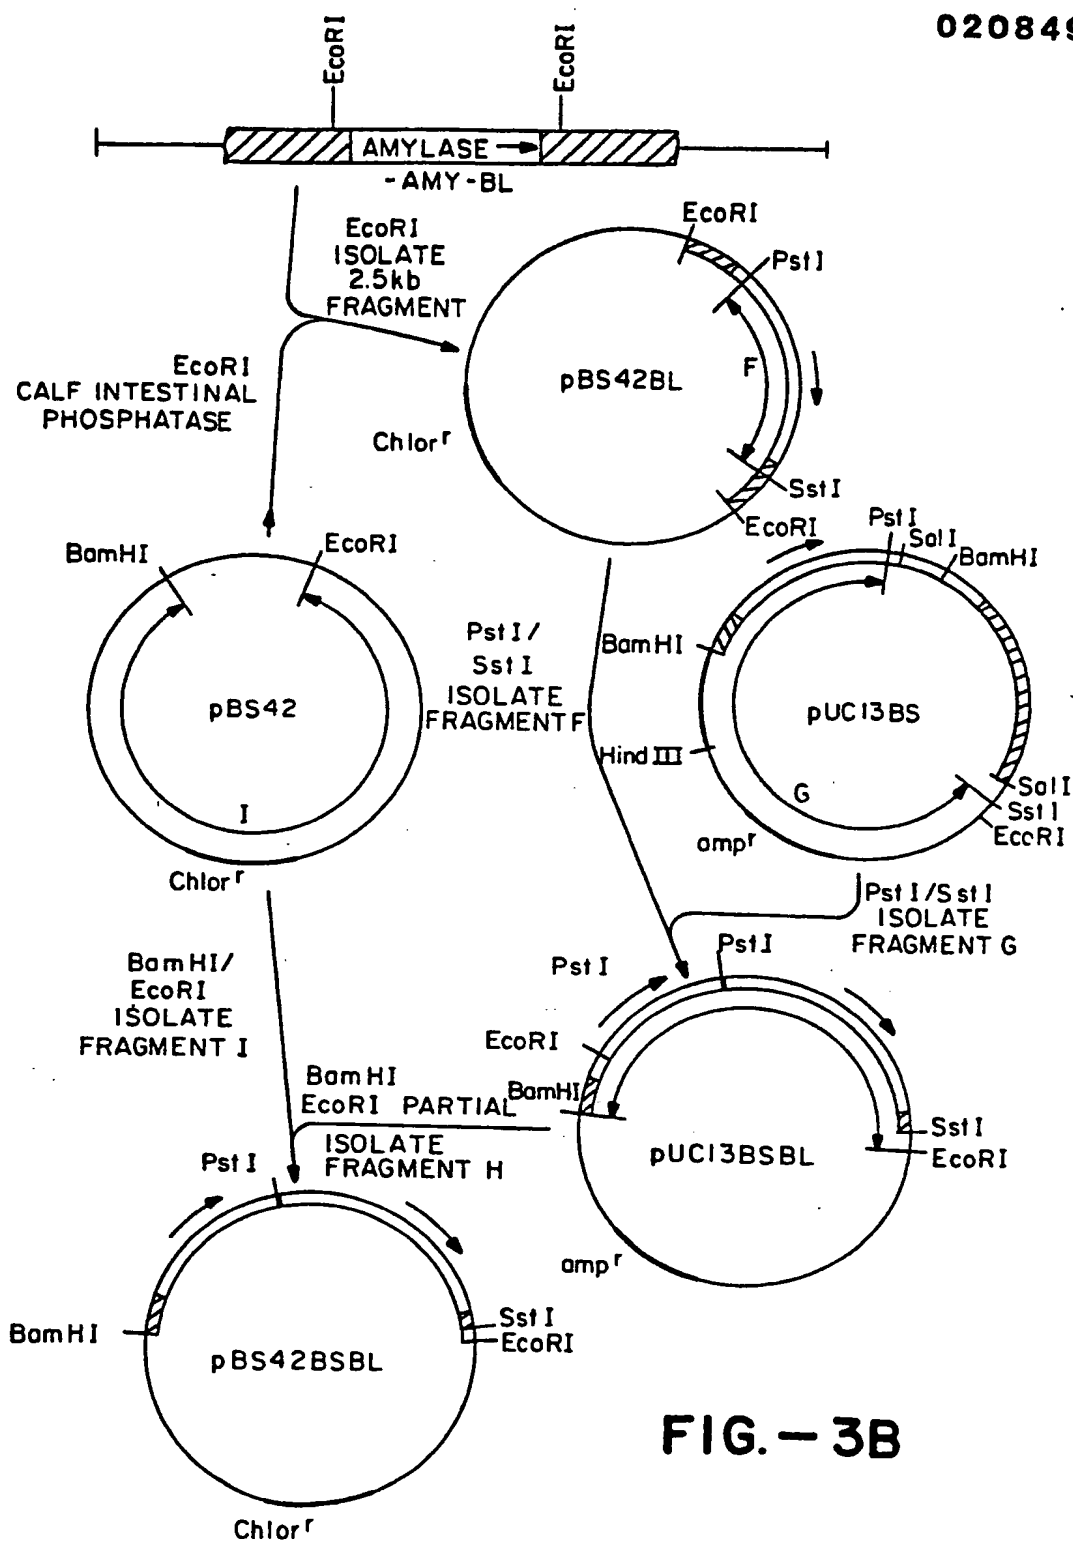 020849
EcoRI
EcoRI
AMYLASE
-AMY-BL
EcoRI
ISOLATE
2.5kb
FRAGMENT
EcoRI
PstI
F
pBS42BL
Chlorʳ
SstI
EcoRI
EcoRI
CALF INTESTINAL
PHOSPHATASE
BamHI
EcoRI
pBS42
I
Chlorʳ
PstI/
SstI
ISOLATE
FRAGMENT F
PstI
SalI
BamHI
BamHI
pUC13BS
HindIII
G
SalI
SstI
EcoRI
ampʳ
PstI/SstI
ISOLATE
FRAGMENT G
BamHI/
EcoRI
ISOLATE
FRAGMENT I
PstI
PstI
EcoRI
BamHI
SstI
EcoRI
pUC13BSBL
ampʳ
BamHI
EcoRI PARTIAL
ISOLATE
FRAGMENT H
PstI
BamHI
SstI
EcoRI
pBS42BSBL
Chlorʳ
FIG.-3B